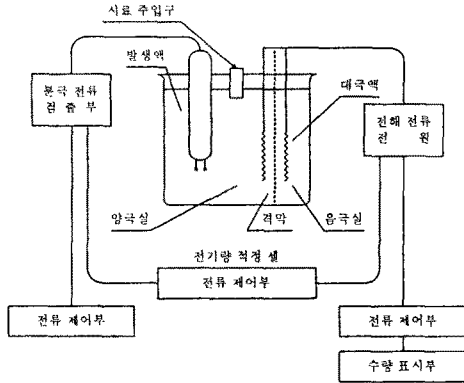 시료 주입구
발생액
분극 전류
검출부
대극액
전해 전류
전 원
양극실
격막
음극실
전기량 적정 셀
전류 제어부
전류 제어부
전류 제어부
수량 표시부